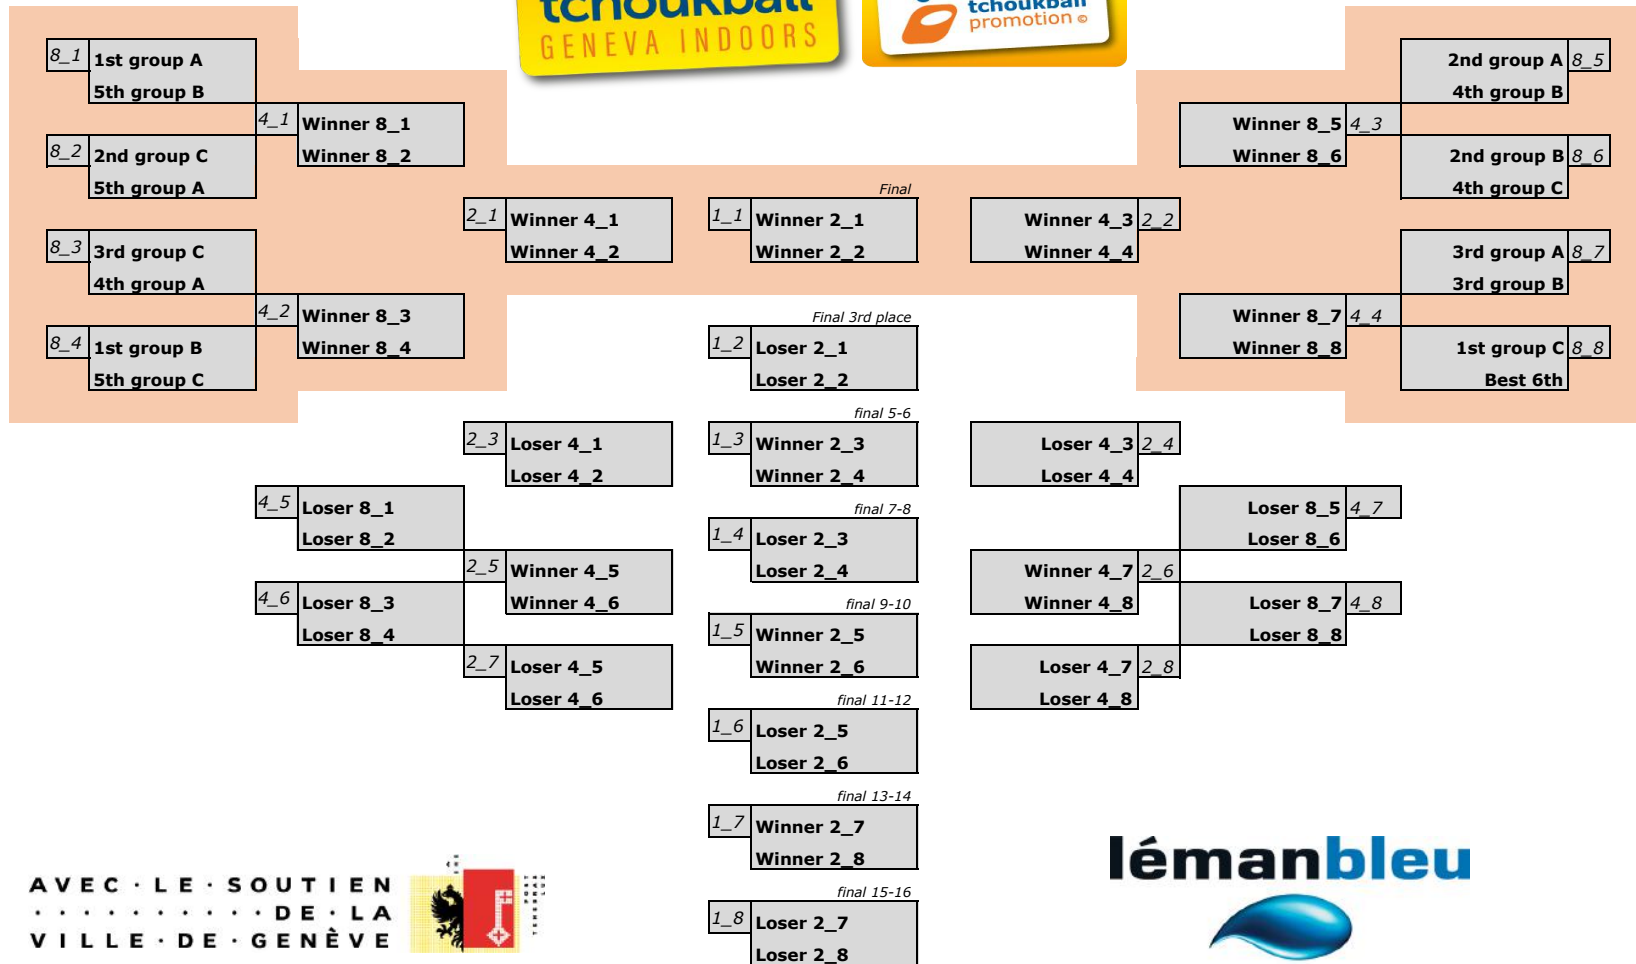 tchoukball
GENEVA INDOORS
tchoukball
promotion ©
8_1 1st group A
5th group B
8_2 2nd group C
5th group A
8_3 3rd group C
4th group A
8_4 1st group B
5th group C
4_1 Winner 8_1
Winner 8_2
4_2 Winner 8_3
Winner 8_4
2_1 Winner 4_1
Winner 4_2
Final
1_1 Winner 2_1
Winner 2_2
Winner 4_3 2_2
Winner 4_4
Winner 8_5 4_3
Winner 8_6
Winner 8_7 4_4
Winner 8_8
2nd group A 8_5
4th group B
2nd group B 8_6
4th group C
3rd group A 8_7
3rd group B
1st group C 8_8
Best 6th
Final 3rd place
1_2 Loser 2_1
Loser 2_2
2_3 Loser 4_1
Loser 4_2
final 5-6
1_3 Winner 2_3
Winner 2_4
Loser 4_3 2_4
Loser 4_4
4_5 Loser 8_1
Loser 8_2
4_6 Loser 8_3
Loser 8_4
2_5 Winner 4_5
Winner 4_6
2_7 Loser 4_5
Loser 4_6
final 7-8
1_4 Loser 2_3
Loser 2_4
final 9-10
1_5 Winner 2_5
Winner 2_6
final 11-12
1_6 Loser 2_5
Loser 2_6
final 13-14
1_7 Winner 2_7
Winner 2_8
final 15-16
1_8 Loser 2_7
Loser 2_8
Winner 4_7 2_6
Winner 4_8
Loser 4_7 2_8
Loser 4_8
Loser 8_5 4_7
Loser 8_6
Loser 8_7 4_8
Loser 8_8
AVEC · LE · SOUTIEN
· · · · · · · · · · DE · LA
VILLE · DE · GENÈVE
lémanbleu